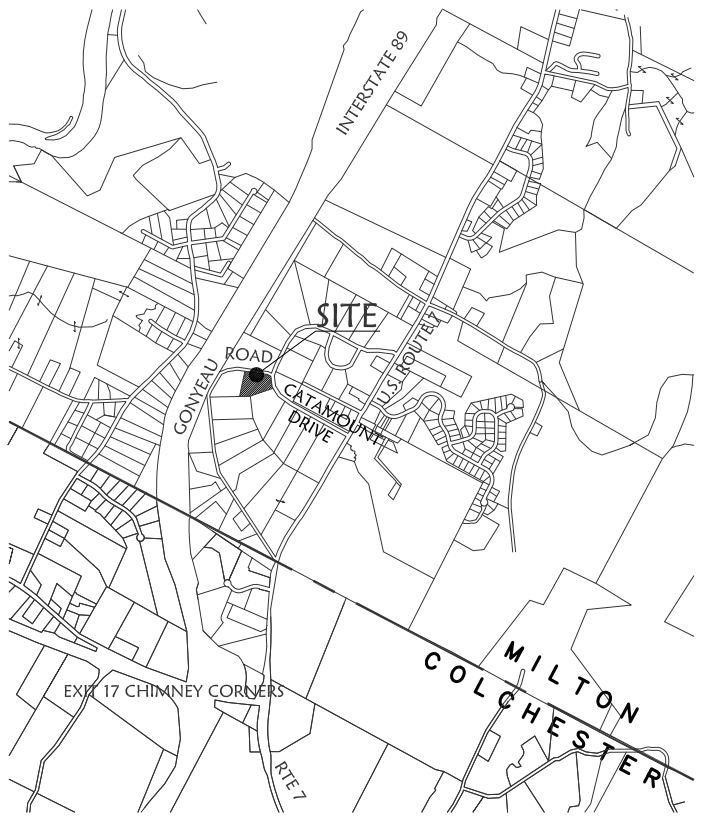 INTERSTATE 89
SITE
ROAD
GONYEAU
U.S. ROUTE 7
CATAMOUNT
DRIVE
MILTON
COLCHESTER
EXIT 17 CHIMNEY CORNERS
RTE 7